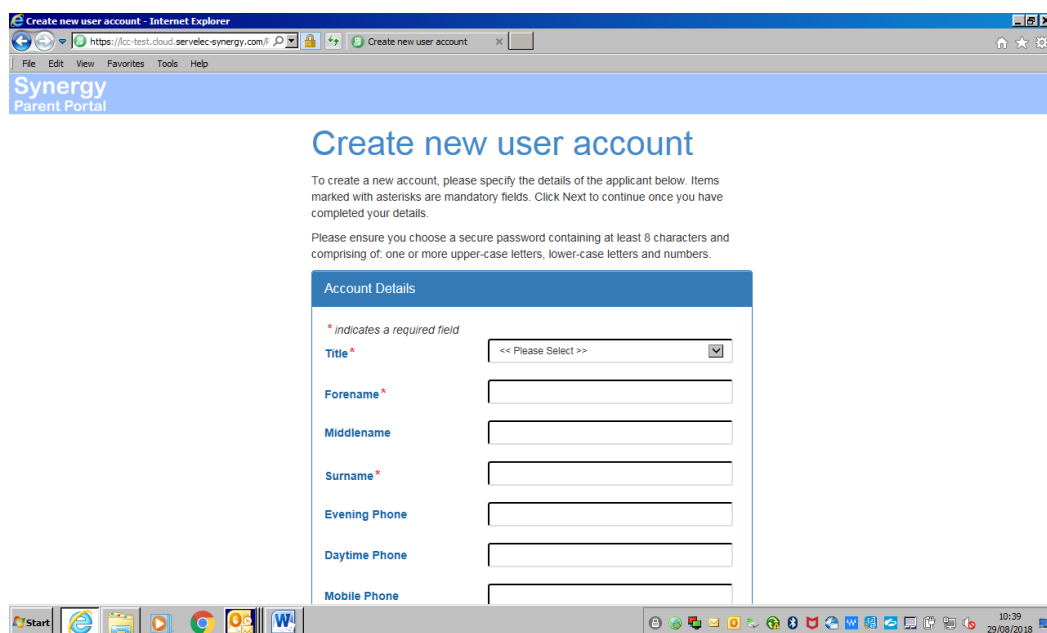 Create new user account - Internet Explorer
https://lcc-test.cloud.servelec-synergy.com/
Create new user account
File Edit View Favorites Tools Help
Synergy
Parent Portal
Create new user account
To create a new account, please specify the details of the applicant below. Items
marked with asterisks are mandatory fields. Click Next to continue once you have
completed your details.
Please ensure you choose a secure password containing at least 8 characters and
comprising of: one or more upper-case letters, lower-case letters and numbers.
Account Details
* indicates a required field
Title* << Please Select >>
Forename*
Middlename
Surname*
Evening Phone
Daytime Phone
Mobile Phone
Start
10:39
29/08/2018